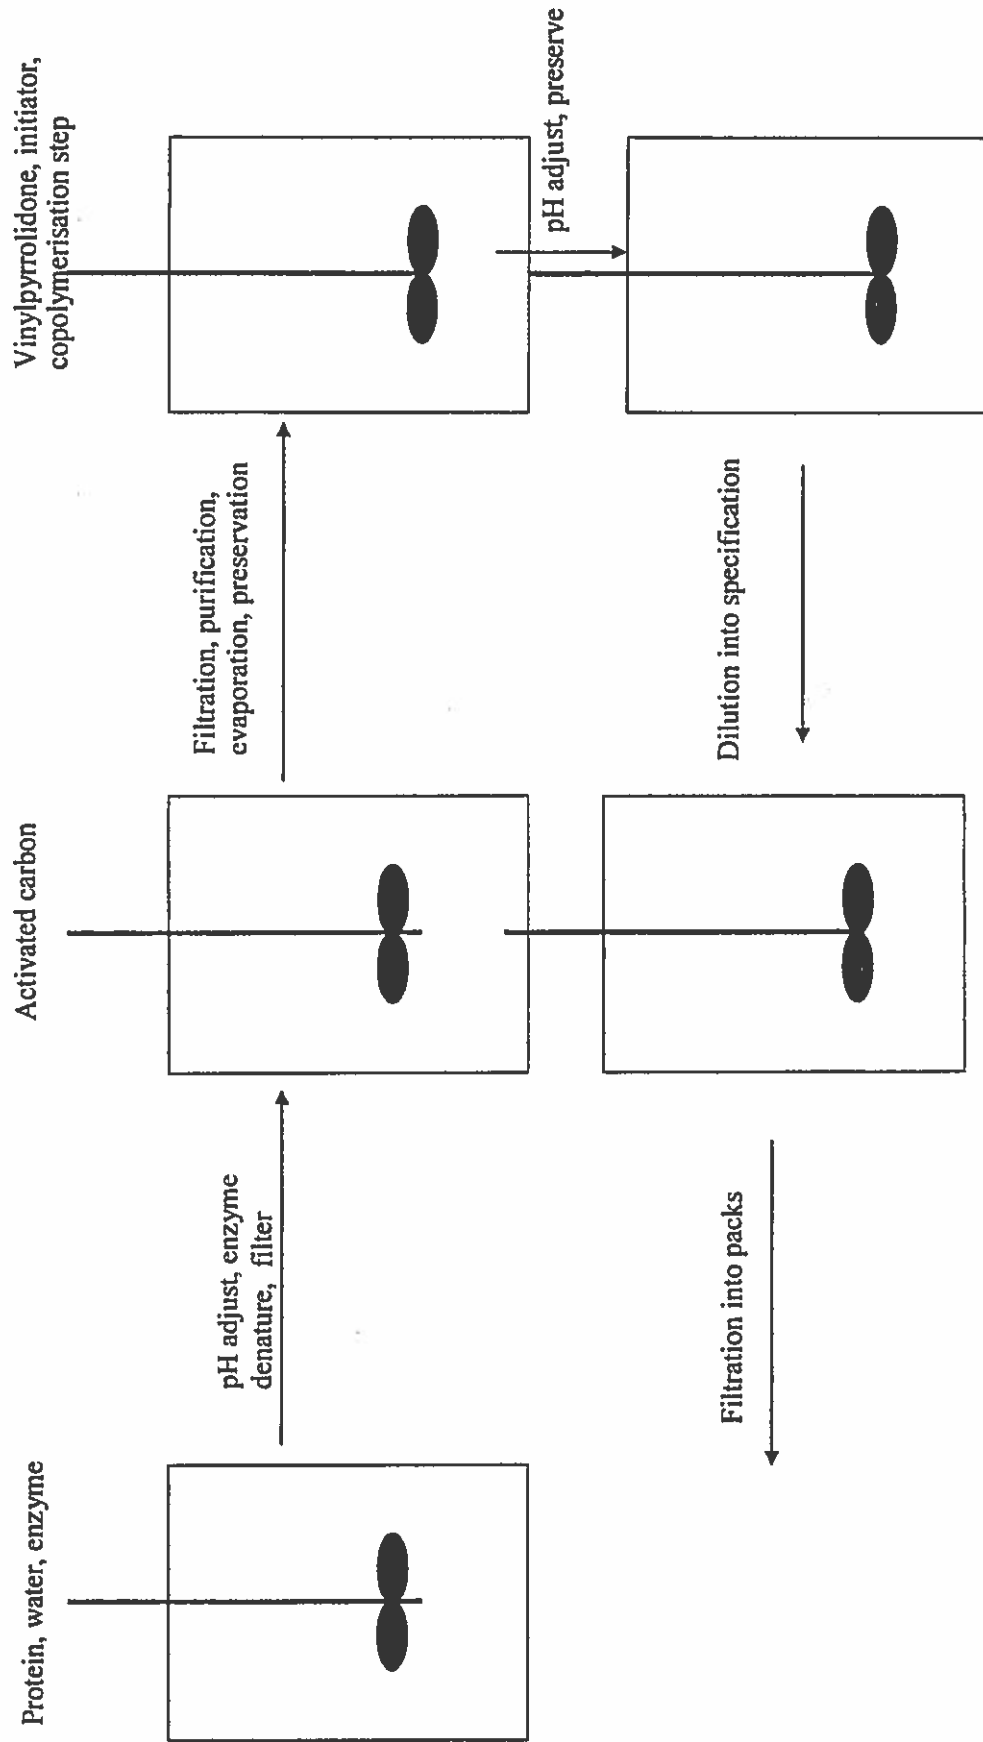 Protein, water, enzyme
pH adjust, enzyme
denature, filter
Activated carbon
Filtration, purification,
evaporation, preservation
Vinylpyrrolidone, initiator,
copolymerisation step
pH adjust, preserve
Dilution into specification
Filtration into packs